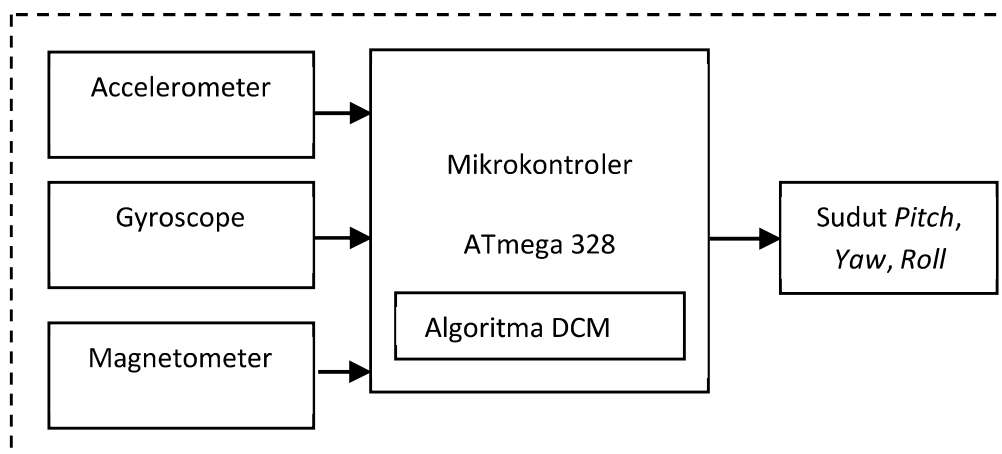 Accelerometer
Gyroscope
Magnetometer
Mikrokontroler
ATmega 328
Algoritma DCM
Sudut Pitch,
Yaw, Roll